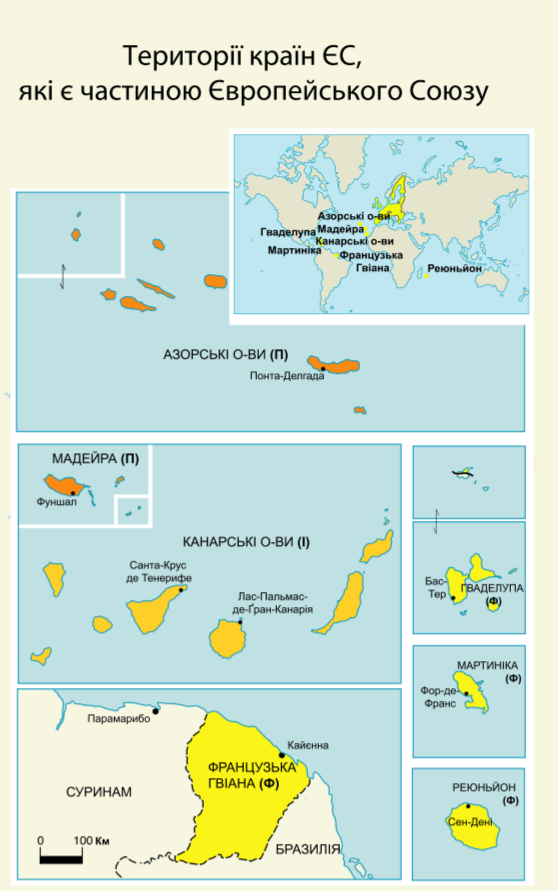 Території країн ЄС,
які є частиною Європейського Союзу
Азорські о-ви
Гваделупа
Мадейра
Канарські о-ви
Мартиніка
Французька
Гвіана
Реюньйон
АЗОРСЬКІ О-ВИ (П)
Понта-Делгада
МАДЕЙРА (П)
Фуншал
КАНАРСЬКІ О-ВИ (І)
Санта-Крус
де Тенерифе
Лас-Пальмас-
де-Ґран-Канарія
Бас-
Тер
ГВАДЕЛУПА
(Ф)
МАРТИНІКА
(Ф)
Фор-де-
Франс
Парамарибо
Кайєнна
ФРАНЦУЗЬКА
ГВІАНА (Ф)
СУРИНАМ
0 100 Км
БРАЗИЛІЯ
РЕЮНЬЙОН
(Ф)
Сен-Дені